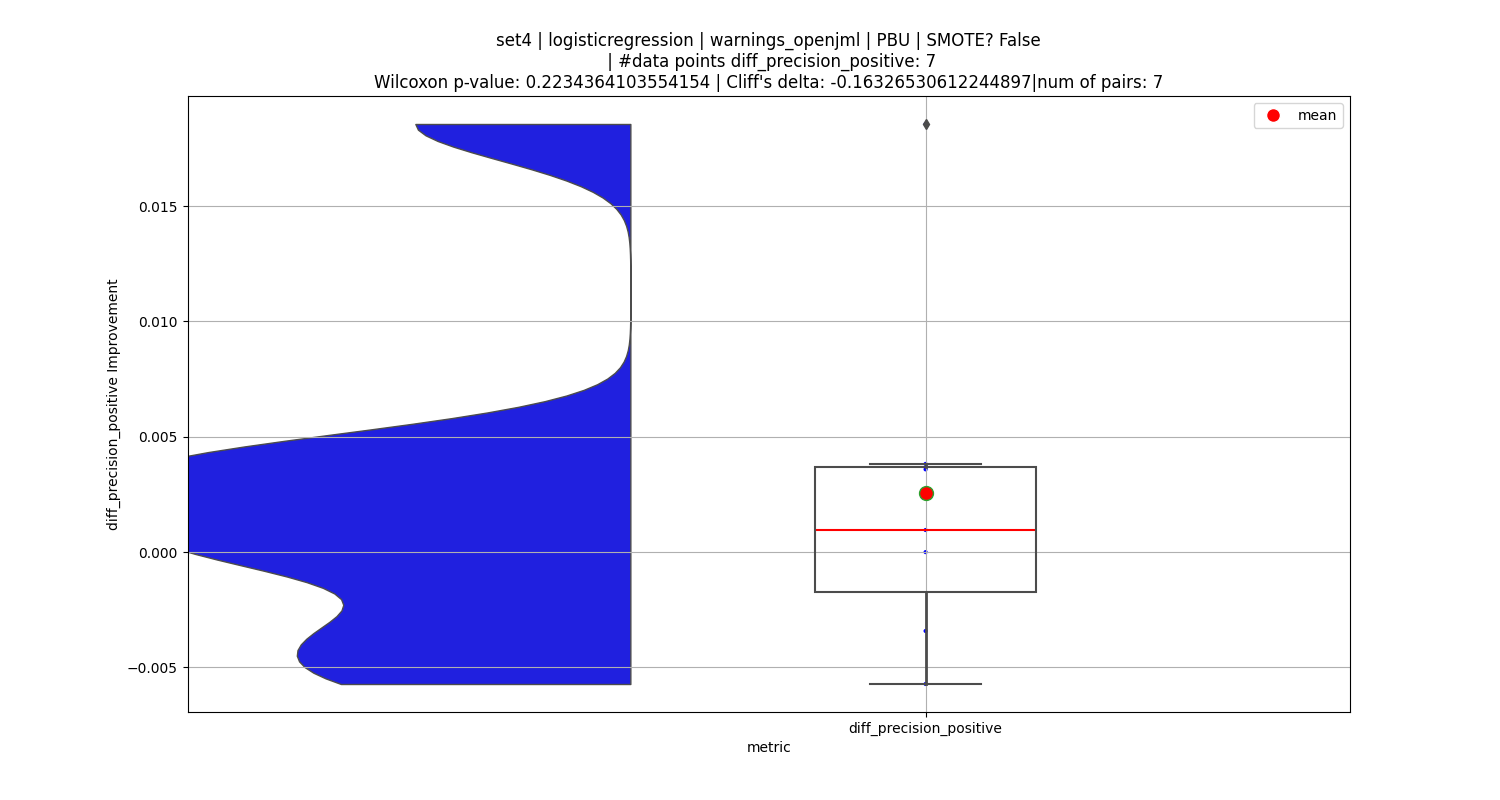 set4 | logisticregression | warnings_openjml | PBU | SMOTE? False
| #data points diff_precision_positive: 7
Wilcoxon p-value: 0.2234364103554154 | Cliff's delta: -0.16326530612244897|num of pairs: 7
mean
0.015
0.010
0.005
0.000
−0.005
diff_precision_positive Improvement
diff_precision_positive
metric